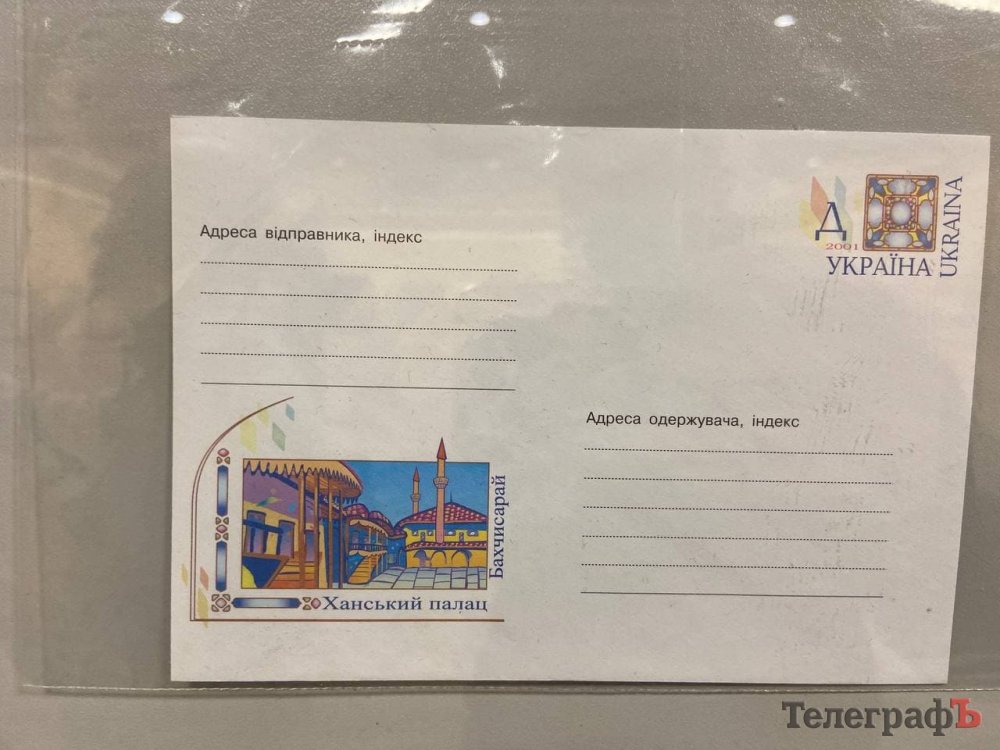 Адреса відправника, індекс
Д
2001
УКРАЇНА
UKRAINA
Адреса одержувача, індекс
Бахчисарай
Ханський палац
ТелеграфЪ